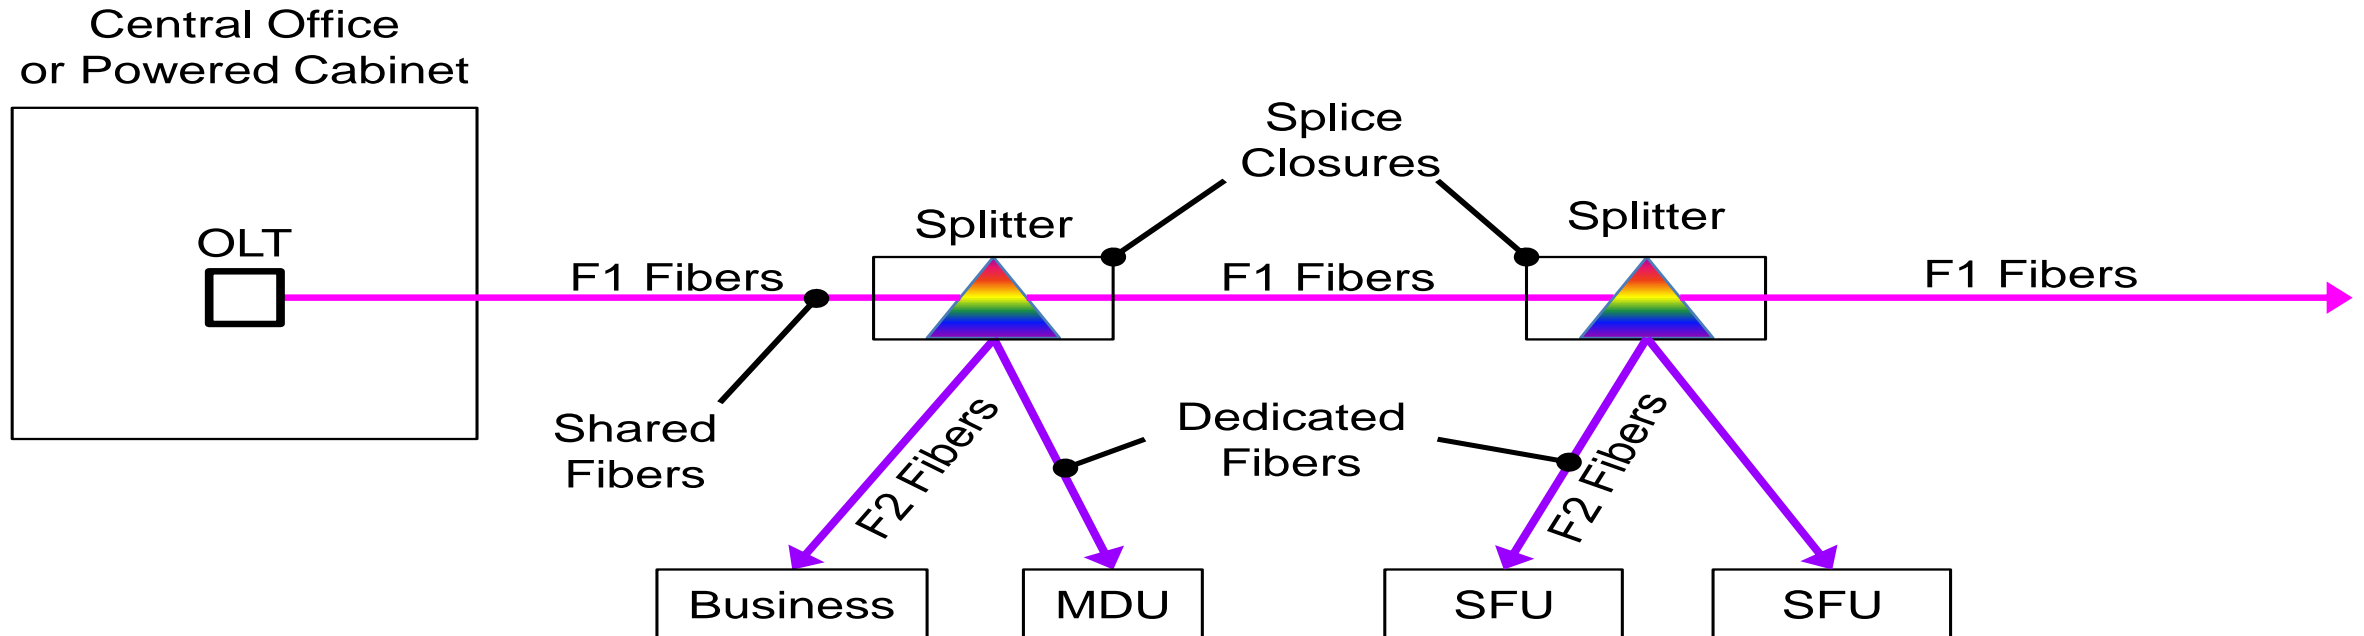 Central Office
or Powered Cabinet
OLT
F1 Fibers
Splitter
Splice
Closures
F1 Fibers
Splitter
F1 Fibers
Shared
Fibers
F2 Fibers
Dedicated
Fibers
F2 Fibers
Business
MDU
SFU
SFU